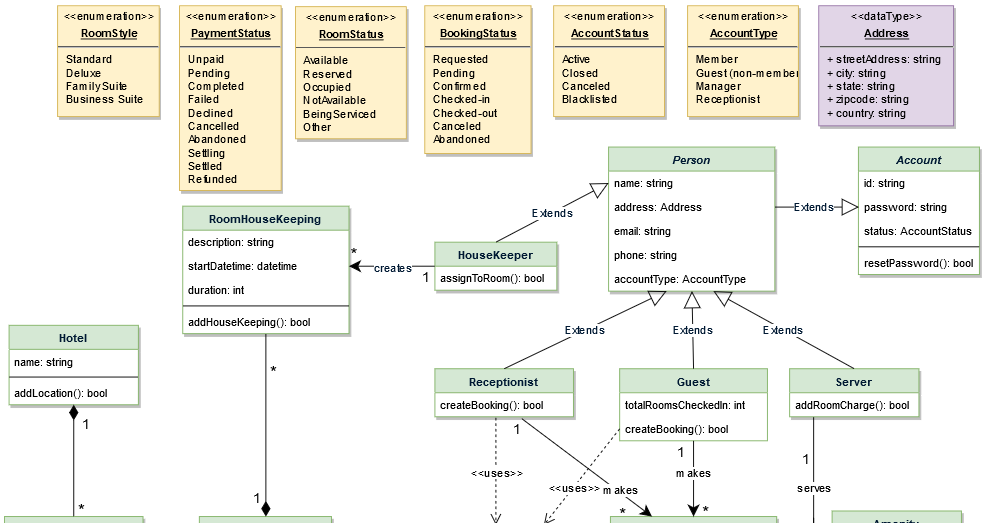 <<enumeration>>
RoomStyle
Standard
Deluxe
Family Suite
Business Suite
<<enumeration>>
PaymentStatus
Unpaid
Pending
Completed
Failed
Declined
Cancelled
Abandoned
Settling
Settled
Refunded
<<enumeration>>
RoomStatus
Available
Reserved
Occupied
NotAvailable
BeingServiced
Other
<<enumeration>>
BookingStatus
Requested
Pending
Confirmed
Checked-in
Checked-out
Canceled
Abandoned
<<enumeration>>
AccountStatus
Active
Closed
Canceled
Blacklisted
<<enumeration>>
AccountType
Member
Guest (non-member
Manager
Receptionist
<<dataType>>
Address
+ streetAddress: string
+ city: string
+ state: string
+ zipcode: string
+ country: string
Person
name: string
address: Address
email: string
phone: string
accountType: AccountType
Extends
Account
id: string
password: string
status: AccountStatus
resetPassword(): bool
RoomHouseKeeping
description: string
startDatetime: datetime
duration: int
addHouseKeeping(): bool
*
creates
1
HouseKeeper
assignToRoom(): bool
Extends
Hotel
name: string
addLocation(): bool
1
*
*
1
Extends
Extends
Extends
Receptionist
createBooking(): bool
Guest
totalRoomsCheckedIn: int
createBooking(): bool
Server
addRoomCharge(): bool
1
<<uses>>
<<uses>>
makes
*
1
makes
*
1
serves
Amenity